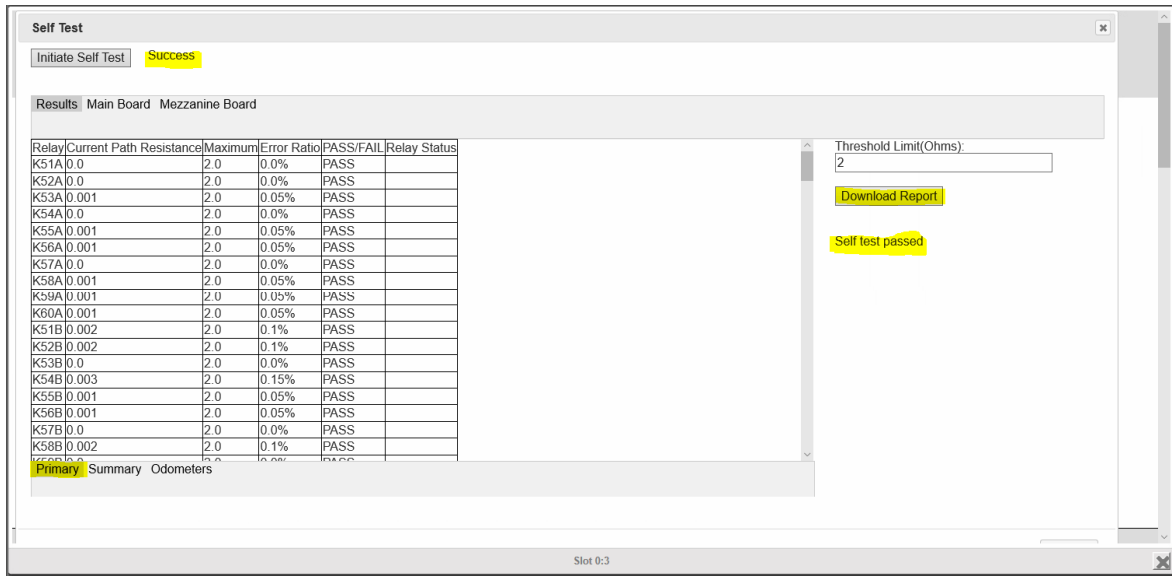 Self Test
Initiate Self Test Success
Results Main Board Mezzanine Board
Relay Current Path Resistance Maximum Error Ratio PASS/FAIL Relay Status
K51A 0.0 2.0 0.0% PASS
K52A 0.0 2.0 0.0% PASS
K53A 0.001 2.0 0.05% PASS
K54A 0.0 2.0 0.0% PASS
K55A 0.001 2.0 0.05% PASS
K56A 0.001 2.0 0.05% PASS
K57A 0.0 2.0 0.0% PASS
K58A 0.001 2.0 0.05% PASS
K59A 0.001 2.0 0.05% PASS
K60A 0.001 2.0 0.05% PASS
K51B 0.002 2.0 0.1% PASS
K52B 0.002 2.0 0.1% PASS
K53B 0.0 2.0 0.0% PASS
K54B 0.003 2.0 0.15% PASS
K55B 0.001 2.0 0.05% PASS
K56B 0.001 2.0 0.05% PASS
K57B 0.0 2.0 0.0% PASS
K58B 0.002 2.0 0.1% PASS
Primary Summary Odometers
Threshold Limit(Ohms):
2
Download Report
Self test passed
Slot 0:3